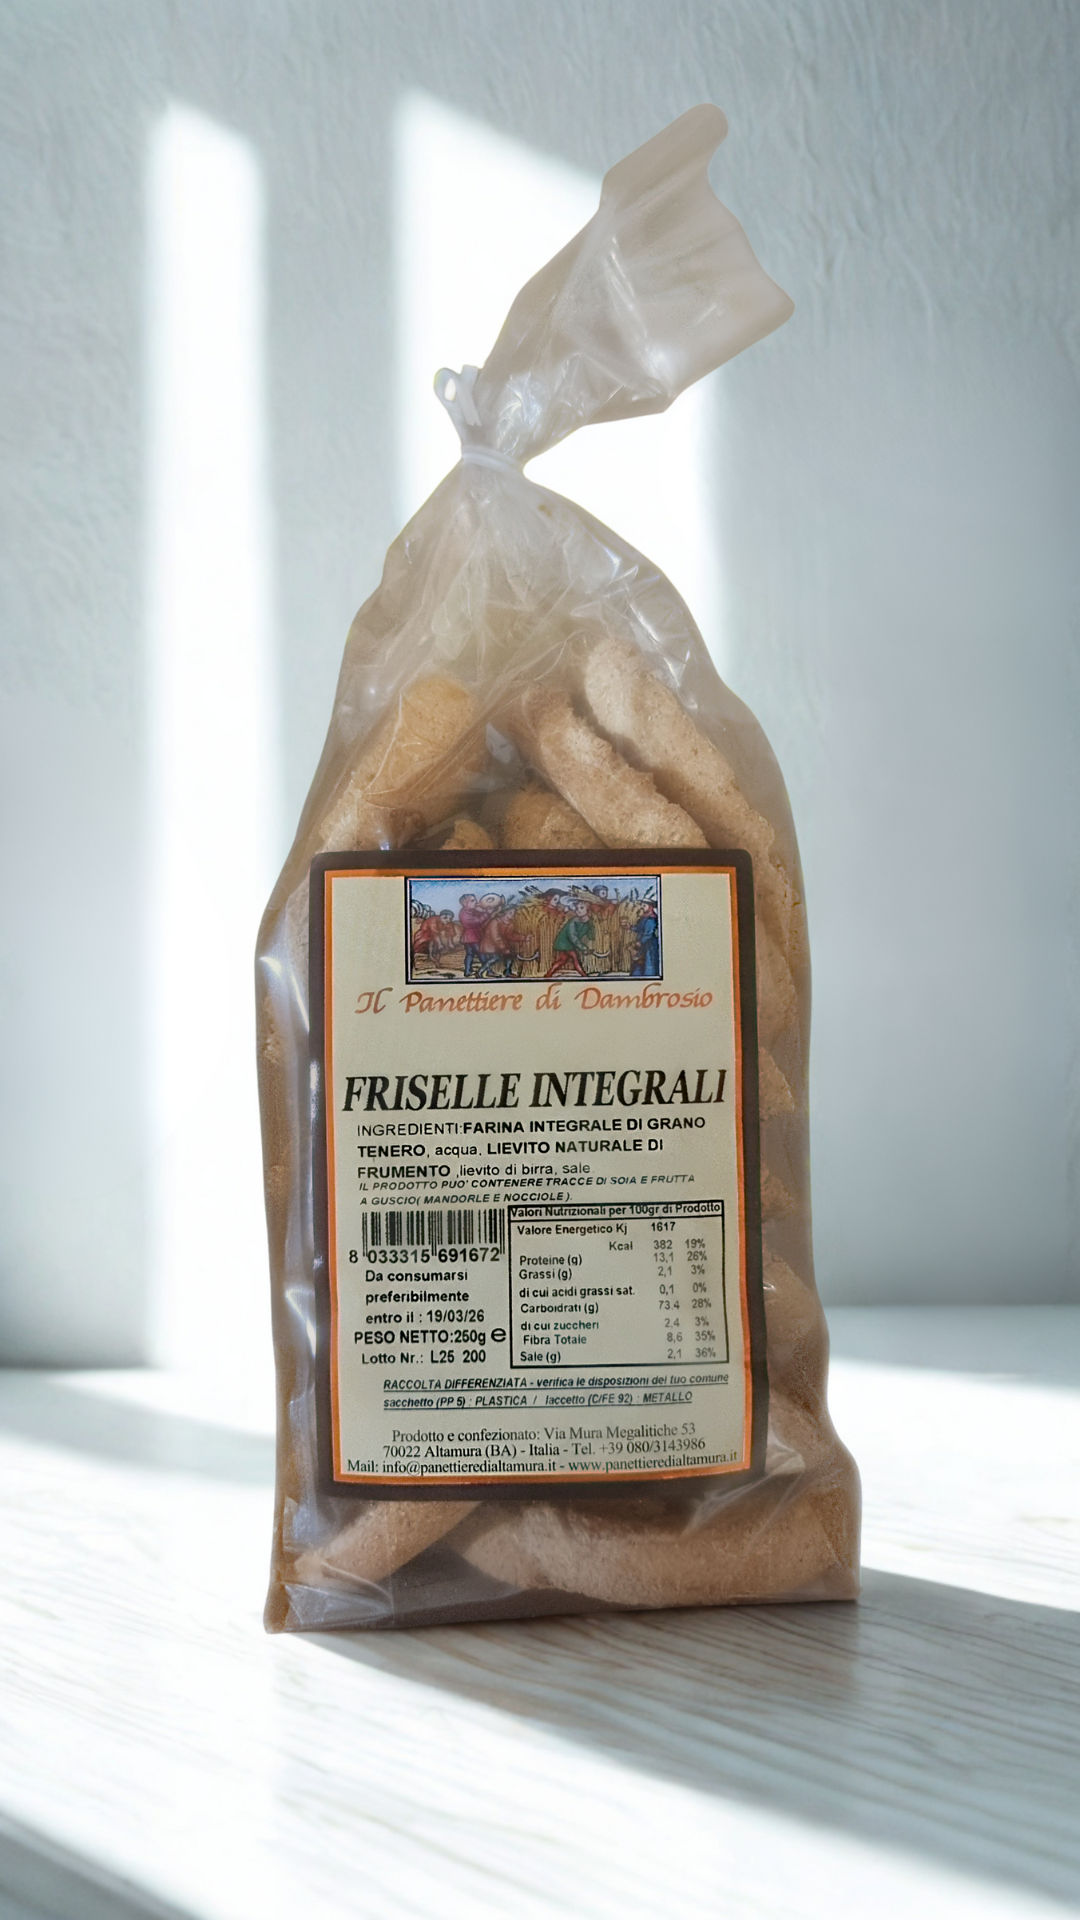 Il Panettiere di Dambrosio
FRISELLE INTEGRALI
INGREDIENTI:FARINA INTEGRALE DI GRANO
TENERO, acqua, LIEVITO NATURALE DI
FRUMENTO ,lievito di birra, sale
IL PRODOTTO PUO' CONTENERE TRACCE DI SOIA E FRUTTA
A GUSCIO( MANDORLE E NOCCIOLE ).
8 033315 691672
Da consumarsi
preferibilmente
entro il : 19/03/26
PESO NETTO:250g e
Lotto Nr.: L25 200
Valori Nutrizionali per 100gr di Prodotto
Valore Energetico Kj 1617
Kcal 382 19%
Proteine (g) 13,1 26%
Grassi (g) 2,1 3%
di cui acidi grassi sat. 0,1 0%
Carboidrati (g) 73,4 28%
di cui zuccheri 2,4 3%
Fibra Totale 8,6 35%
Sale (g) 2,1 36%
RACCOLTA DIFFERENZIATA - verifica le disposizioni del tuo comune
sacchetto (PP 5) : PLASTICA / laccetto (C/FE 92) : METALLO
Prodotto e confezionato: Via Mura Megalitiche 53
70022 Altamura (BA) - Italia - Tel. +39 080/3143986
Mail: info@panettieredialtamura.it - www.panettieredialtamura.it